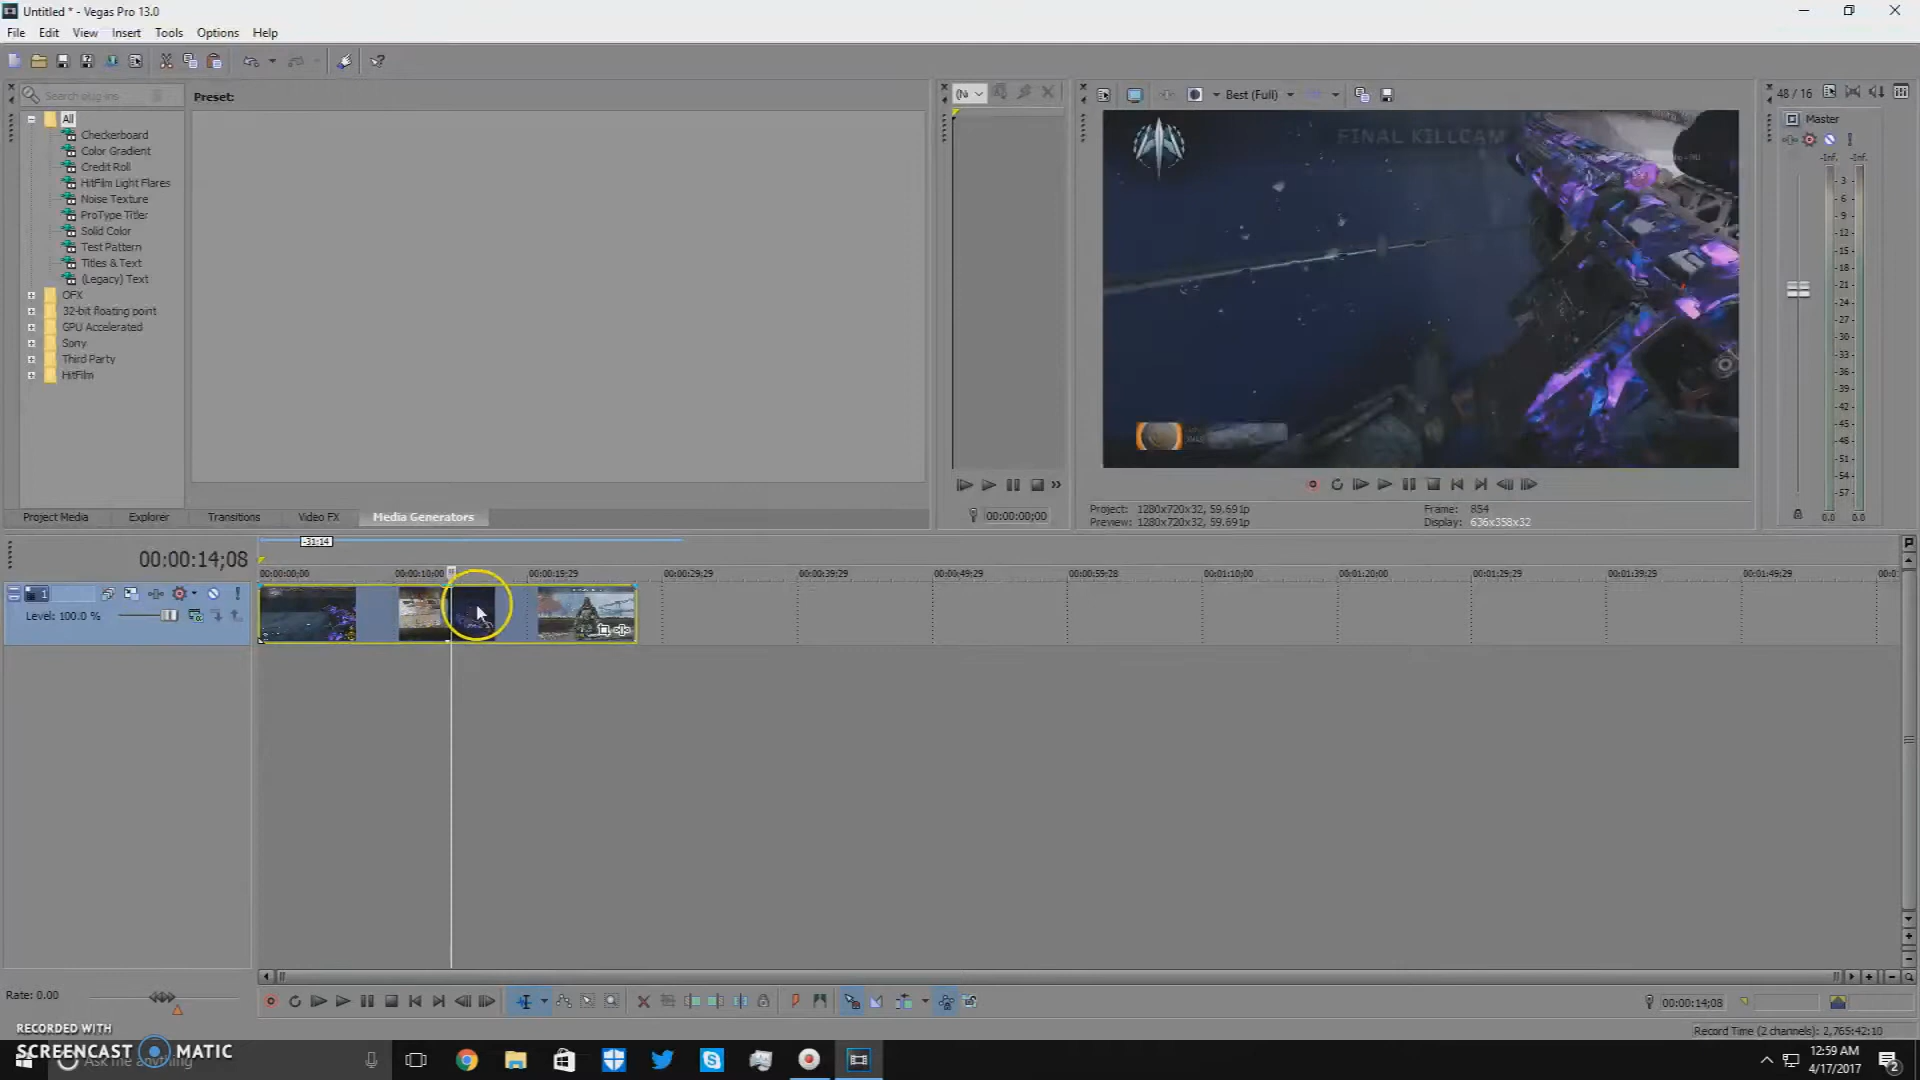 Untitled * - Vegas Pro 13.0
File Edit View Insert Tools Options Help
Search plug-ins
Preset:
All
Checkerboard
Color Gradient
Credit Roll
HitFilm Light Flares
Noise Texture
ProType Titler
Solid Color
Test Pattern
Titles & Text
(Legacy) Text
OFX
32-bit floating point
GPU Accelerated
Sony
Third Party
HitFilm
Project Media Explorer Transitions Video FX Media Generators
(N
00:00:00;00
Best (Full)
FINAL KILLCAM
Project: 1280x720x32, 59.691p
Preview: 1280x720x32, 59.691p
Frame: 854
Display: 636x358x32
48 / 16
Master
-Inf. -Inf.
- 3 -
- 6 -
- 9 -
- 12 -
- 15 -
- 18 -
- 21 -
- 24 -
- 27 -
- 30 -
- 33 -
- 36 -
- 39 -
- 42 -
- 45 -
- 48 -
- 51 -
- 54 -
- 57 -
0.0 0.0
00:00:14;08
-31:14
00:00:00;00 00:00:10;00 00:00:19;29 00:00:29;29 00:00:39;29 00:00:49;29 00:00:59:28 00:01:10;00 00:01:20;00 00:01:29;29 00:01:39;29 00:01:49;29 00:0
1
Level: 100.0 %
Rate: 0.00
00:00:14;08
Record Time (2 channels): 2,765:42:10
RECORDED WITH
SCREENCAST MATIC
Ask me anything
12:59 AM
4/17/2017
2